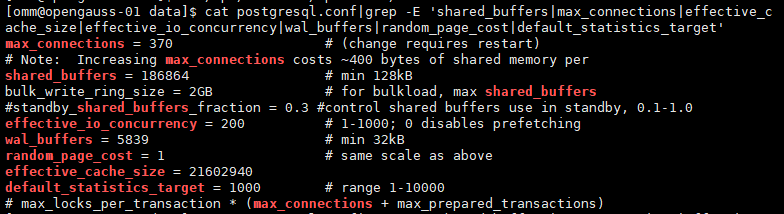 [omm@opengauss-01 data]$ cat postgresql.conf|grep -E 'shared_buffers|max_connections|effective_c
ache_size|effective_io_concurrency|wal_buffers|random_page_cost|default_statistics_target'
max_connections = 370                   # (change requires restart)
# Note:  Increasing max_connections costs ~400 bytes of shared memory per
shared_buffers = 186864                 # min 128kB
bulk_write_ring_size = 2GB              # for bulkload, max shared_buffers
#standby_shared_buffers_fraction = 0.3 #control shared buffers use in standby, 0.1-1.0
effective_io_concurrency = 200          # 1-1000; 0 disables prefetching
wal_buffers = 5839                      # min 32kB
random_page_cost = 1                    # same scale as above
effective_cache_size = 21602940
default_statistics_target = 1000        # range 1-10000
# max_locks_per_transaction * (max_connections + max_prepared_transactions)